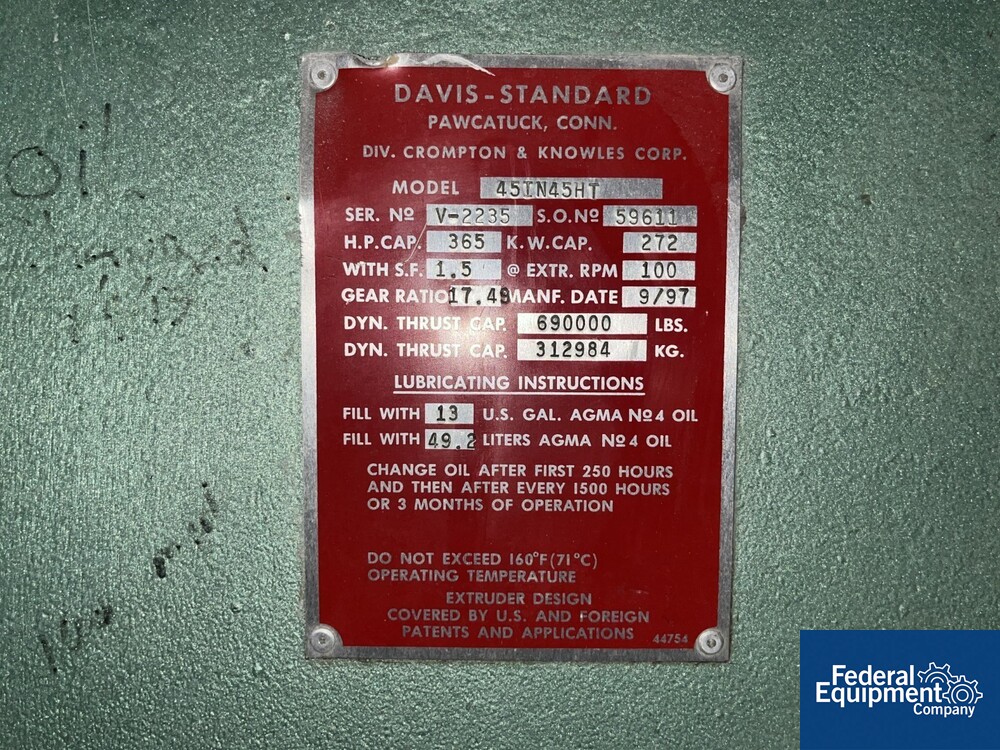 DAVIS-STANDARD
PAWCATUCK, CONN.
DIV. CROMPTON & KNOWLES CORP.
MODEL 45IN45HT
SER. Nº V-2235 S.O.Nº 59611
H.P.CAP. 365 K.W.CAP. 272
WITH S.F. 1.5 @ EXTR. RPM 100
GEAR RATIO 17.49 MANF. DATE 9/97
DYN. THRUST CAP. 690000 LBS.
DYN. THRUST CAP. 312984 KG.
LUBRICATING INSTRUCTIONS
FILL WITH 13 U.S. GAL. AGMA Nº4 OIL
FILL WITH 49.2 LITERS AGMA Nº4 OIL
CHANGE OIL AFTER FIRST 250 HOURS
AND THEN AFTER EVERY 1500 HOURS
OR 3 MONTHS OF OPERATION
DO NOT EXCEED 160°F(71°C)
OPERATING TEMPERATURE
EXTRUDER DESIGN
COVERED BY U.S. AND FOREIGN
PATENTS AND APPLICATIONS 44754
Federal
Equipment
Company